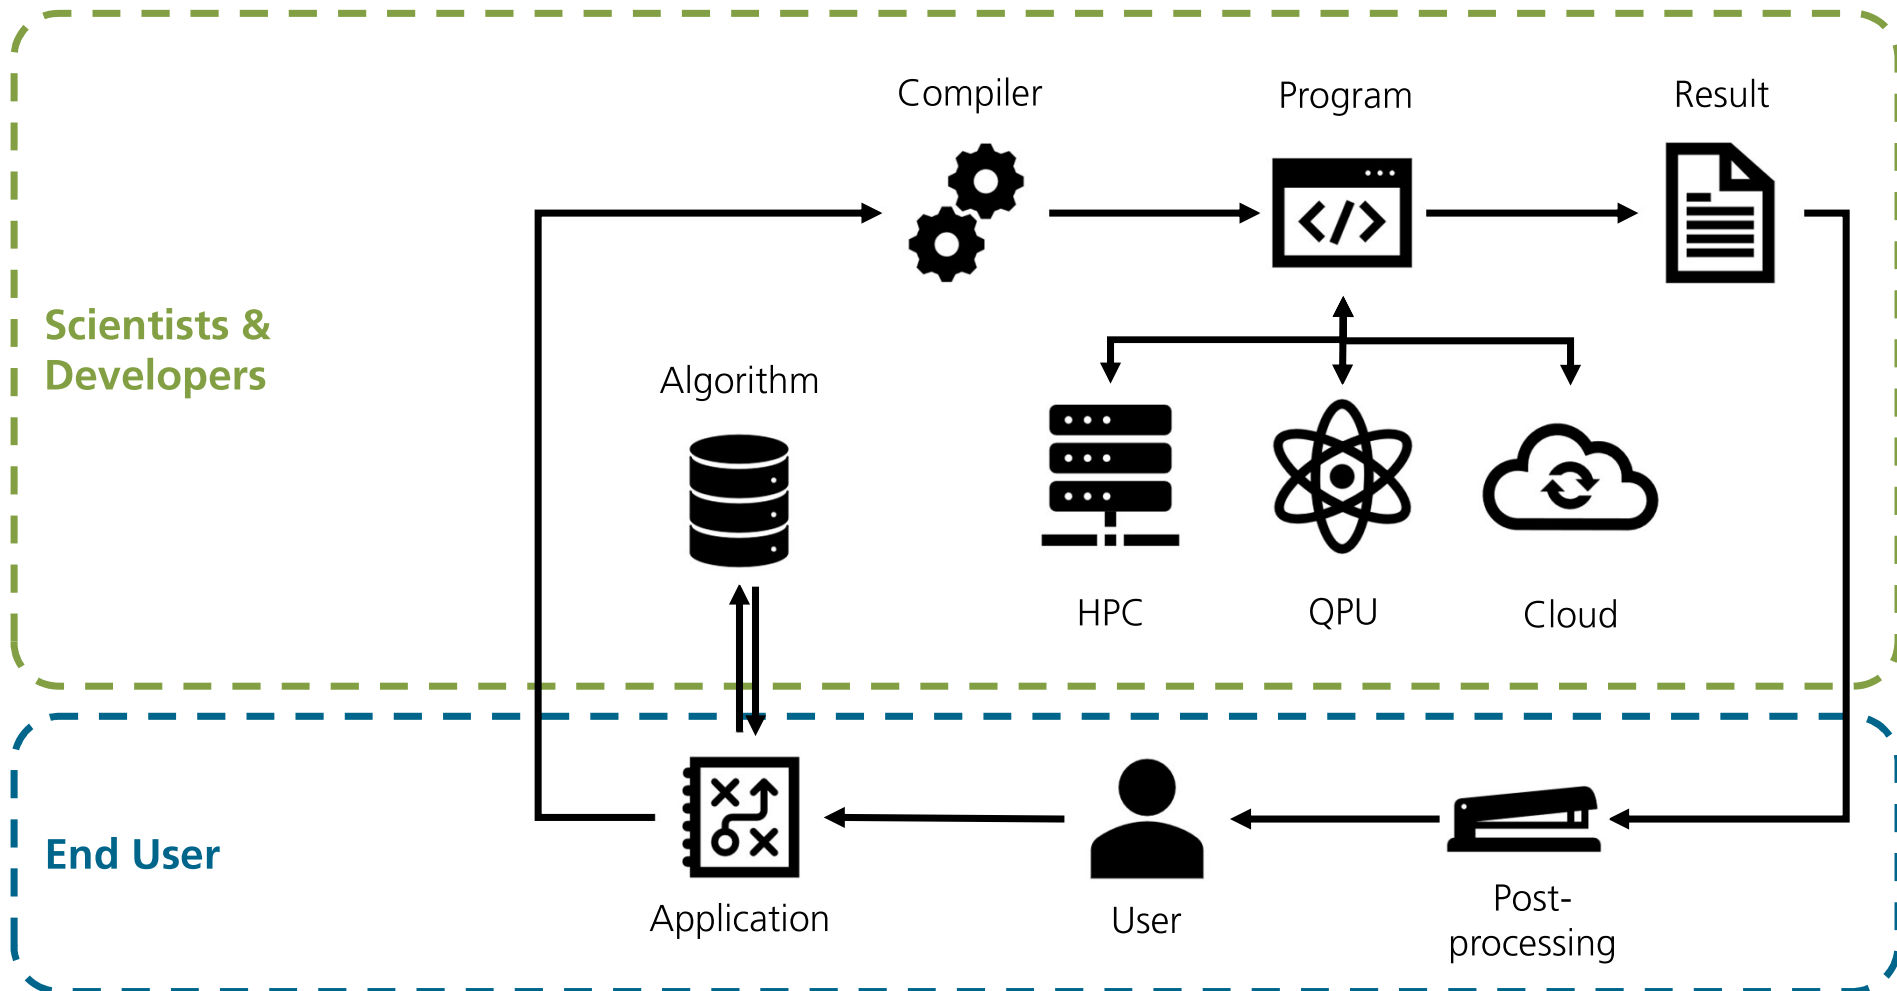 Compiler
Program
Result
Scientists &
Developers
Algorithm
HPC
QPU
Cloud
End User
Application
User
Post-
processing